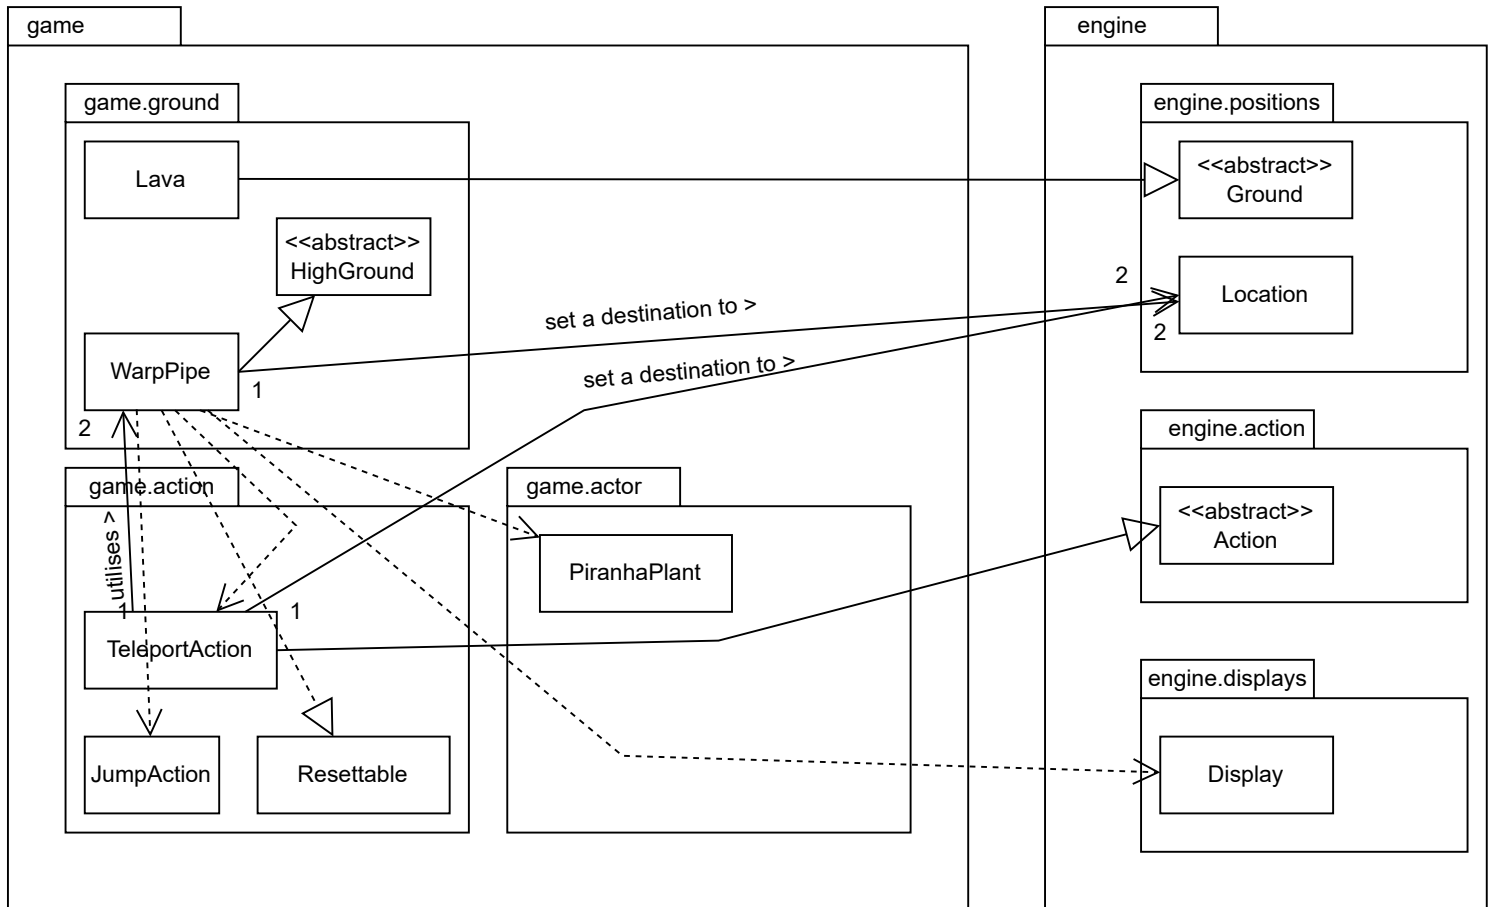 game
engine
game.ground
engine.positions
Lava
<<abstract>>
Ground
<<abstract>>
HighGround
2
Location
set a destination to >
2
WarpPipe
1
set a destination to >
2
engine.action
game.action
game.actor
<<abstract>>
Action
utilises >
PiranhaPlant
1
1
TeleportAction
engine.displays
JumpAction
Resettable
Display